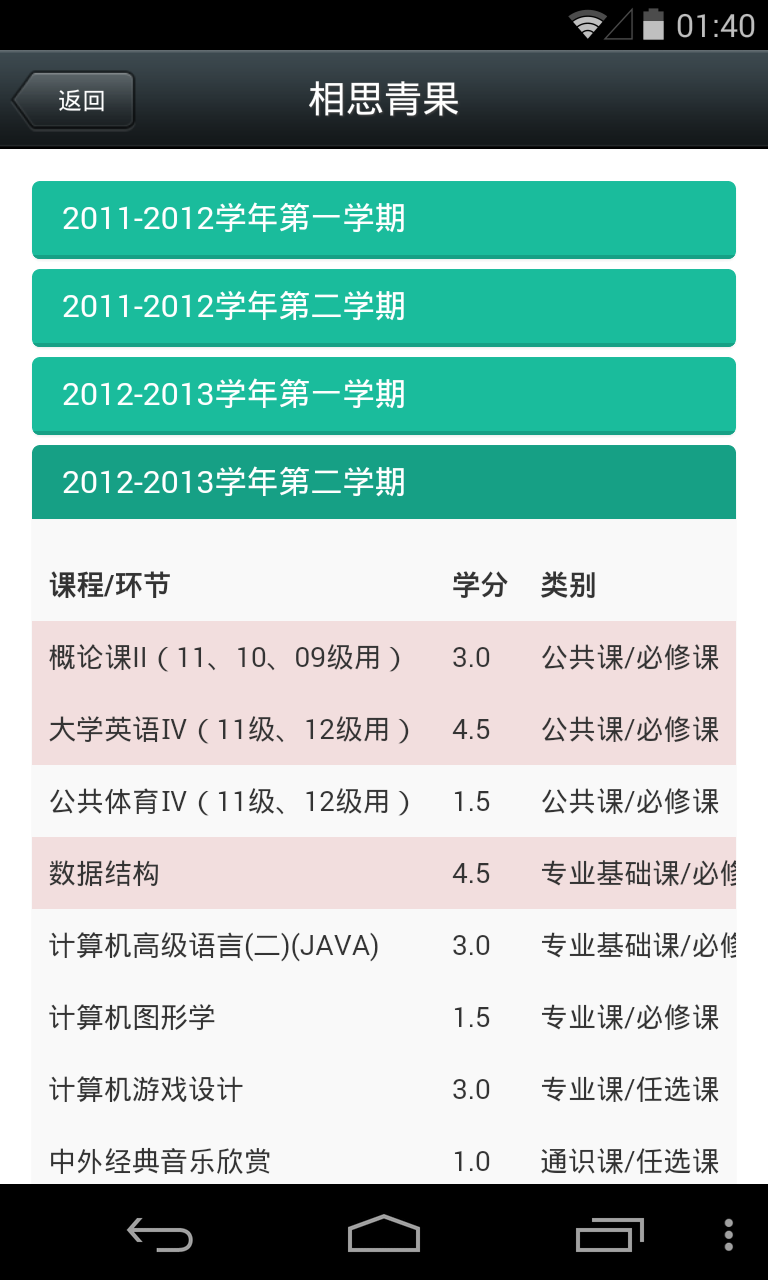 01:40
返回 相思青果
2011-2012学年第一学期
2011-2012学年第二学期
2012-2013学年第一学期
2012-2013学年第二学期
课程/环节 学分 类别
概论课II（11、10、09级用） 3.0 公共课/必修课
大学英语IV（11级、12级用） 4.5 公共课/必修课
公共体育IV（11级、12级用） 1.5 公共课/必修课
数据结构 4.5 专业基础课/必修
计算机高级语言(二)(JAVA) 3.0 专业基础课/必修
计算机图形学 1.5 专业课/必修课
计算机游戏设计 3.0 专业课/任选课
中外经典音乐欣赏 1.0 通识课/任选课